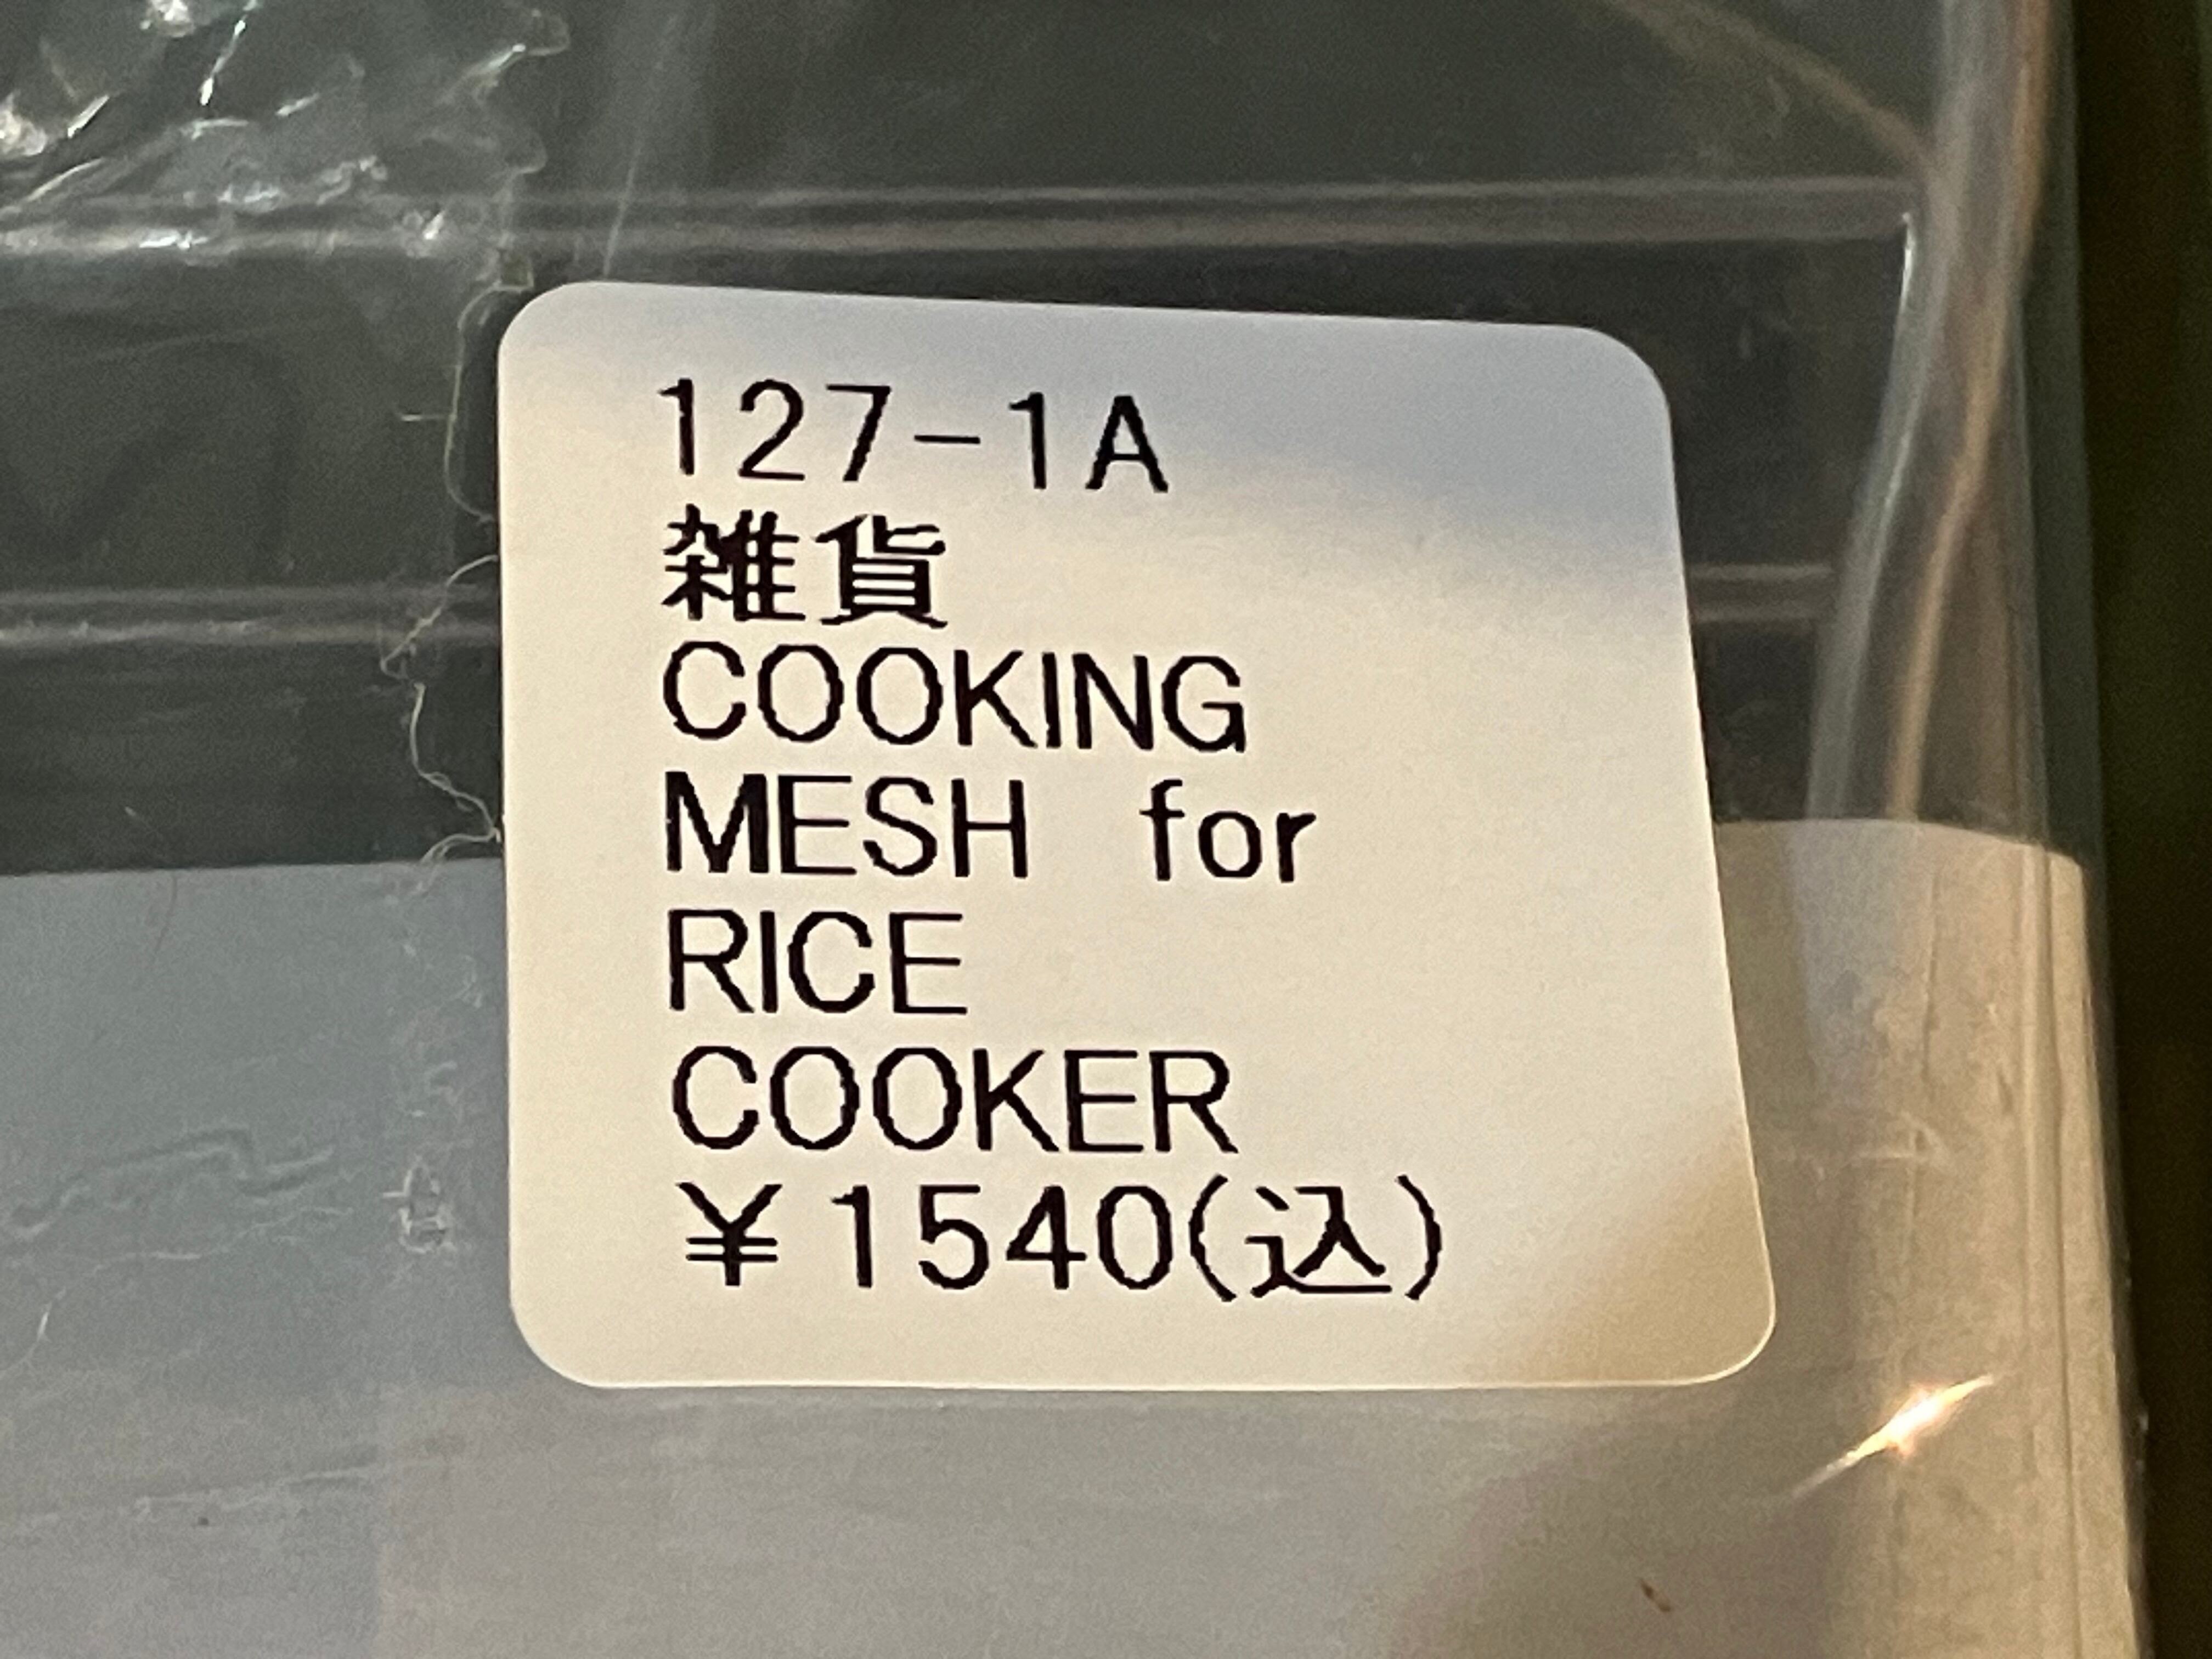 127-1A
雑貨
COOKING
MESH for
RICE
COOKER
¥1540(込)